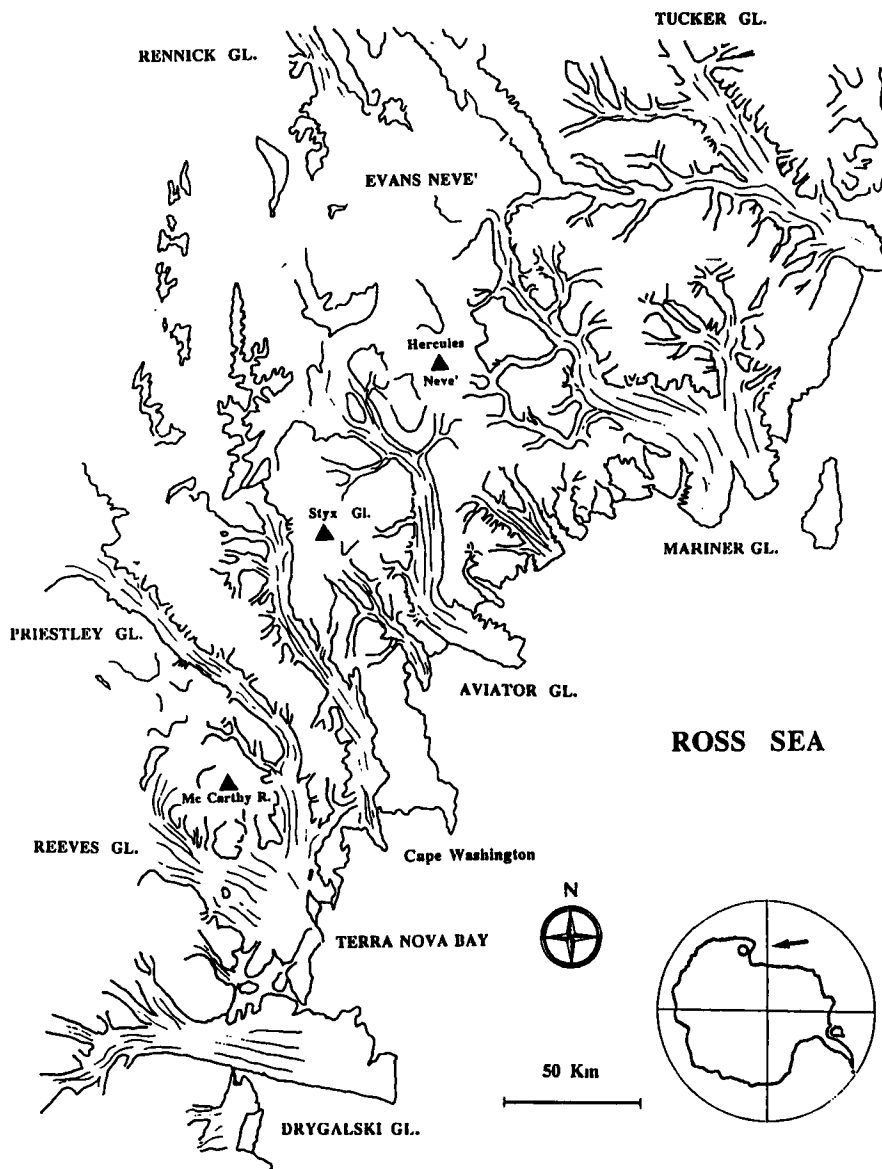 TUCKER GL.
RENNICK GL.
EVANS NEVE'
Hercules
Neve'
Styx Gl.
MARINER GL.
PRIESTLEY GL.
AVIATOR GL.
ROSS SEA
Mc Carthy R.
REEVES GL.
Cape Washington
N
TERRA NOVA BAY
50 Km
DRYGALSKI GL.